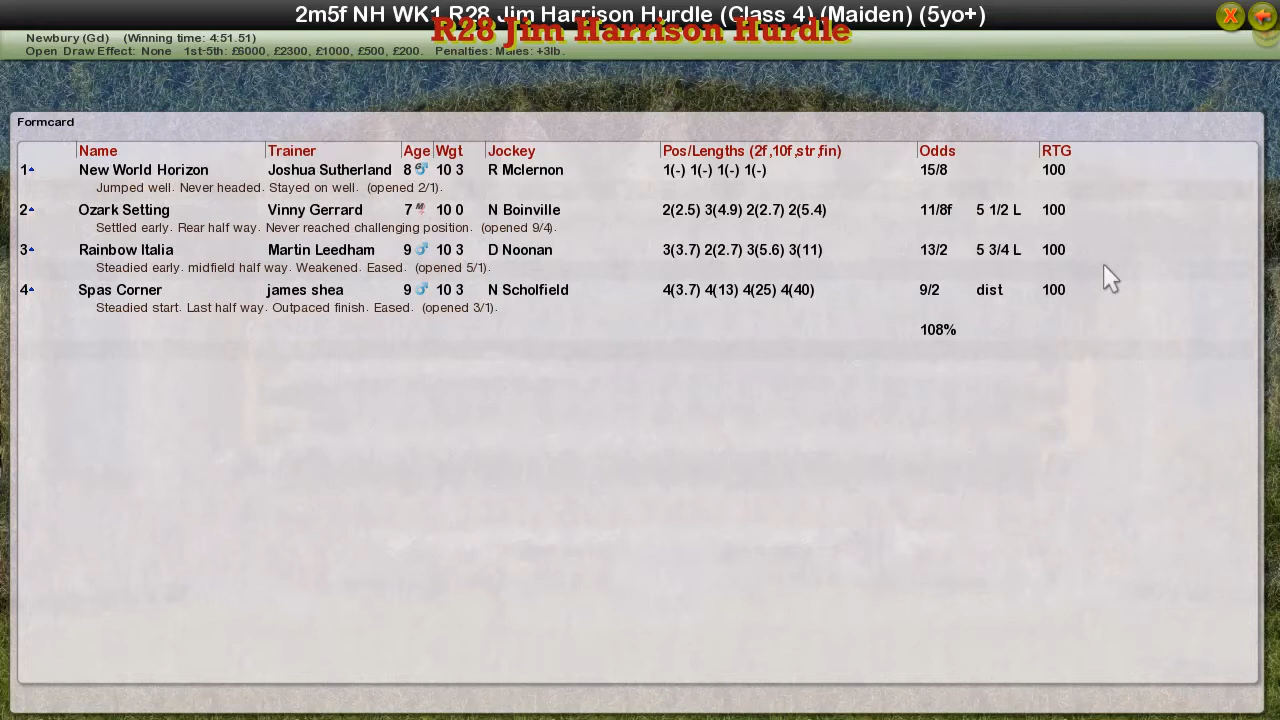 2m5f NH WK1 R28 Jim Harrison Hurdle (Class 4) (Maiden) (5yo+)
R28 Jim Harrison Hurdle
Newbury (Gd) (Winning time: 4:51.51)
Open Draw Effect: None 1st-5th: £6000, £2300, £1000, £500, £200. Penalties: Males: +3lb.
Formcard
Name Trainer Age Wgt Jockey Pos/Lengths (2f,10f,str,fin) Odds RTG
1 New World Horizon Joshua Sutherland 8 10 3 R Mclernon 1(-) 1(-) 1(-) 1(-) 15/8 100
Jumped well. Never headed. Stayed on well. (opened 2/1).
2 Ozark Setting Vinny Gerrard 7 10 0 N Boinville 2(2.5) 3(4.9) 2(2.7) 2(5.4) 11/8f 5 1/2 L 100
Settled early. Rear half way. Never reached challenging position. (opened 9/4).
3 Rainbow Italia Martin Leedham 9 10 3 D Noonan 3(3.7) 2(2.7) 3(5.6) 3(11) 13/2 5 3/4 L 100
Steadied early. midfield half way. Weakened. Eased. (opened 5/1).
4 Spas Corner james shea 9 10 3 N Scholfield 4(3.7) 4(13) 4(25) 4(40) 9/2 dist 100
Steadied start. Last half way. Outpaced finish. Eased. (opened 3/1).
108%